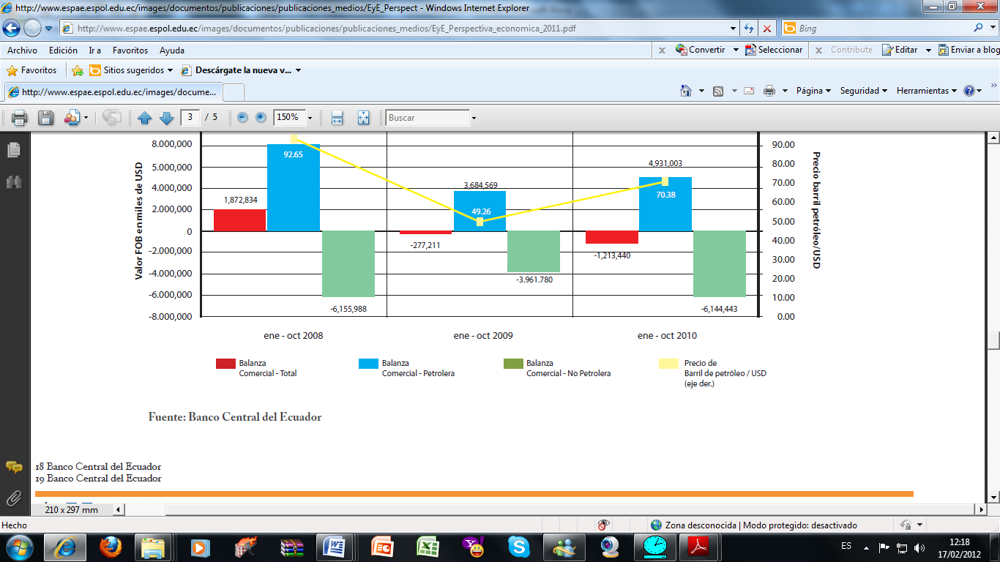 http://www.espae.espol.edu.ec/images/documentos/publicaciones/publicaciones_medios/EyE_Perspect - Windows Internet Explorer
http://www.espae.espol.edu.ec/images/documentos/publicaciones/publicaciones_medios/EyE_Perspectiva_economica_2011.pdf
Bing
Archivo Edición Ir a Favoritos Ayuda
Convertir Seleccionar Contribute Editar Enviar a blog
Favoritos Sitios sugeridos Descárgate la nueva v...
http://www.espae.espol.edu.ec/images/docume...
Página Seguridad Herramientas
3 / 5 150% Buscar
Valor FOB en miles de USD
8.000,000
5.000,000
4.000,000
2.000,000
0
-2.000,000
-4.000,000
-6.000,000
-8.000,000
1,872,834
92.65
-6,155,988
-277,211
3,684,569
49.26
-3.961.780
-1,213,440
4,931,003
70.38
-6,144,443
90.00
80.00
70.00
60.00
50.00
40.00
30.00
20.00
10.00
0.00
Precio barril petróleo/USD
ene - oct 2008 ene - oct 2009 ene - oct 2010
Balanza
Comercial - Total
Balanza
Comercial - Petrolera
Balanza
Comercial - No Petrolera
Precio de
Barril de petróleo / USD
(eje der.)
Fuente: Banco Central del Ecuador
18 Banco Central del Ecuador
19 Banco Central del Ecuador
210 x 297 mm
Hecho
Zona desconocida | Modo protegido: desactivado
ES
12:18
17/02/2012